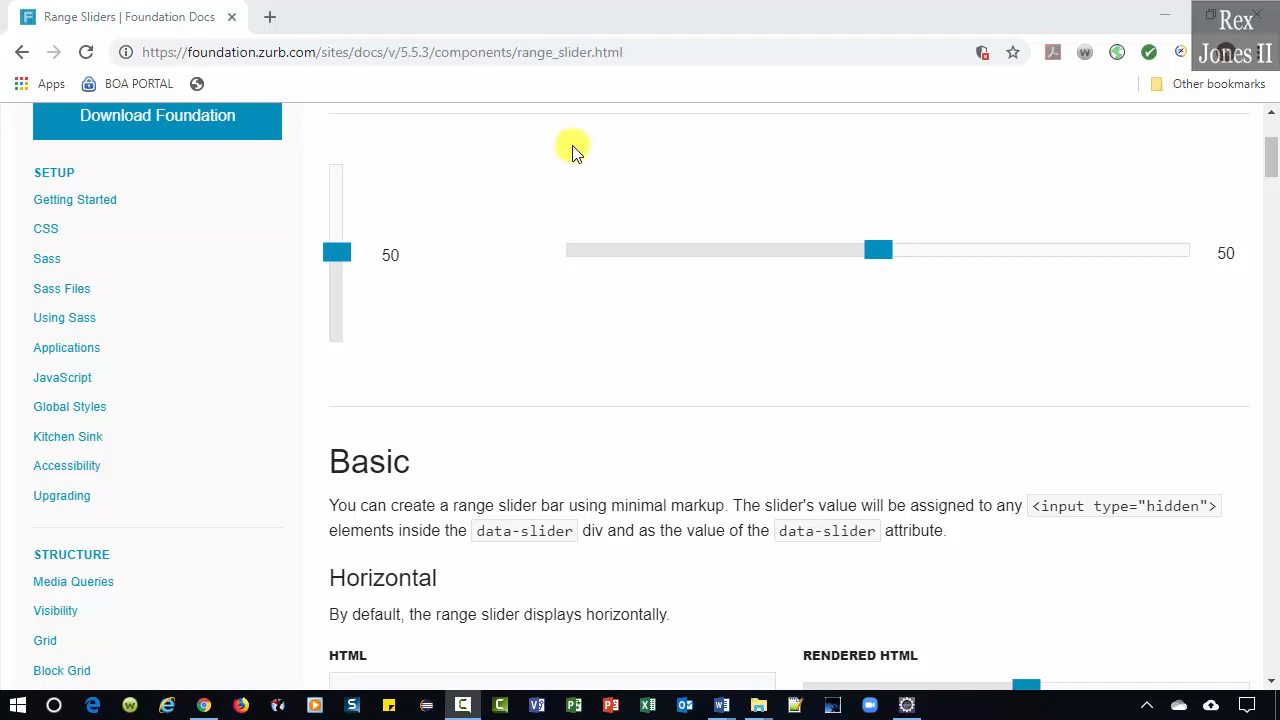 Range Sliders | Foundation Docs
Rex
Jones II
https://foundation.zurb.com/sites/docs/v/5.5.3/components/range_slider.html
Apps
BOA PORTAL
Other bookmarks
Download Foundation
SETUP
Getting Started
CSS
Sass
Sass Files
Using Sass
Applications
JavaScript
Global Styles
Kitchen Sink
Accessibility
Upgrading
STRUCTURE
Media Queries
Visibility
Grid
Block Grid
50
50
Basic
You can create a range slider bar using minimal markup. The slider's value will be assigned to any <input type="hidden">
elements inside the data-slider div and as the value of the data-slider attribute.
Horizontal
By default, the range slider displays horizontally.
HTML
RENDERED HTML